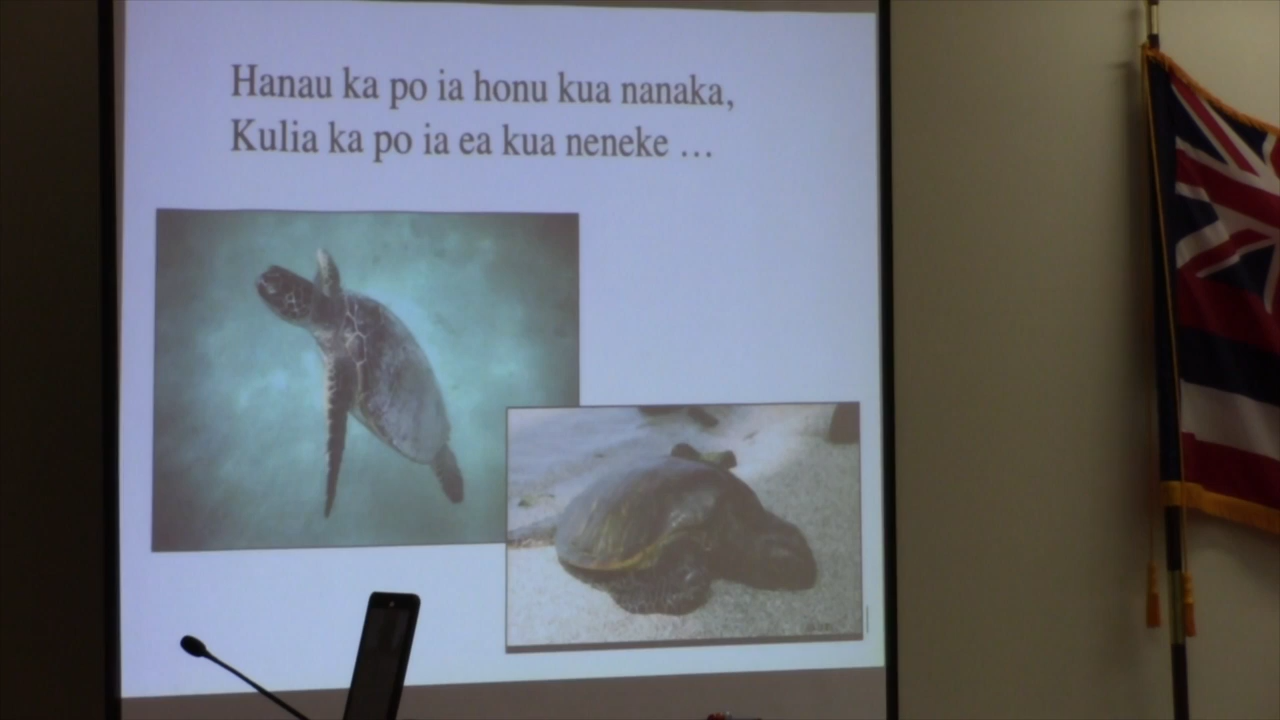 Hanau ka po ia honu kua nanaka,
Kulia ka po ia ea kua neneke …